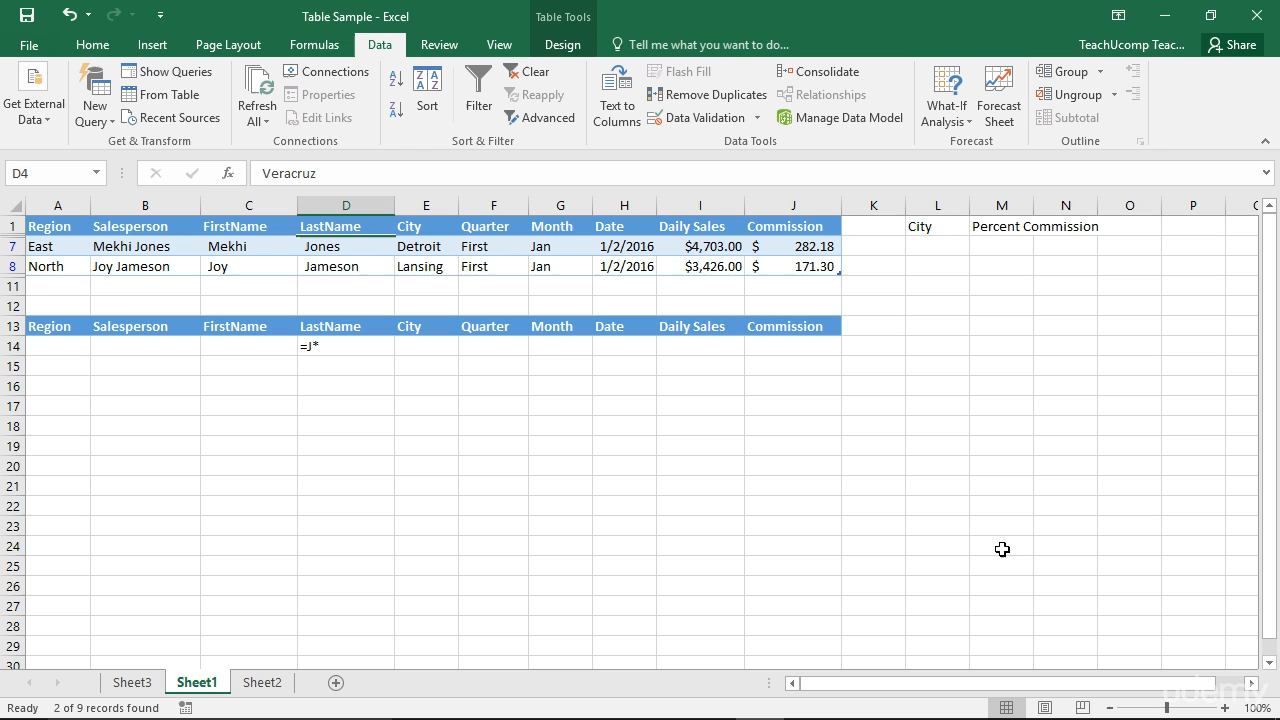 Table Sample - Excel
Table Tools
File Home Insert Page Layout Formulas Data Review View Design Tell me what you want to do... TeachUcomp Teac... Share
Get External Data
New Query
Show Queries
From Table
Recent Sources
Get & Transform
Refresh All
Connections
Properties
Edit Links
Connections
Sort
Filter
Clear
Reapply
Advanced
Sort & Filter
Text to Columns
Flash Fill
Remove Duplicates
Data Validation
Consolidate
Relationships
Manage Data Model
Data Tools
What-If Analysis
Forecast Sheet
Forecast
Group
Ungroup
Subtotal
Outline
D4 fx Veracruz
A B C D E F G H I J K L M N O P
1 Region Salesperson FirstName LastName City Quarter Month Date Daily Sales Commission City Percent Commission
7 East Mekhi Jones Mekhi Jones Detroit First Jan 1/2/2016 $4,703.00 $ 282.18
8 North Joy Jameson Joy Jameson Lansing First Jan 1/2/2016 $3,426.00 $ 171.30
11
12
13 Region Salesperson FirstName LastName City Quarter Month Date Daily Sales Commission
14 =J*
15
16
17
18
19
20
21
22
23
24
25
26
27
28
29
30
Sheet3 Sheet1 Sheet2
udemy
Ready 2 of 9 records found 100%